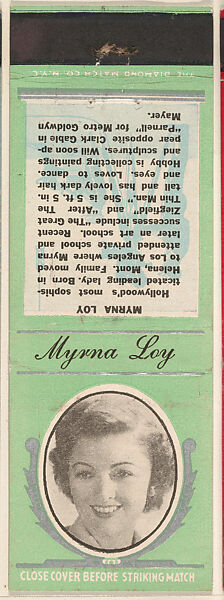 THE DIAMOND MATCH CO. N.Y.C.
MYRNA LOY
Hollywood's most sophis-
ticated leading lady. Born in
Helena, Mont. Family moved
to Los Angeles where Myrna
attended private school and
later an art school. Recent
successes include "The Great
Ziegfield" and "After The
Thin Man." She is 5 ft. 5 in.
tall and has lovely dark hair
and eyes. Loves to dance.
Hobby is collecting paintings
and sculptures. Will soon ap-
pear opposite Clark Gable in
"Parnell" for Metro Goldwyn
Mayer.
Myrna Loy
CLOSE COVER BEFORE STRIKING MATCH